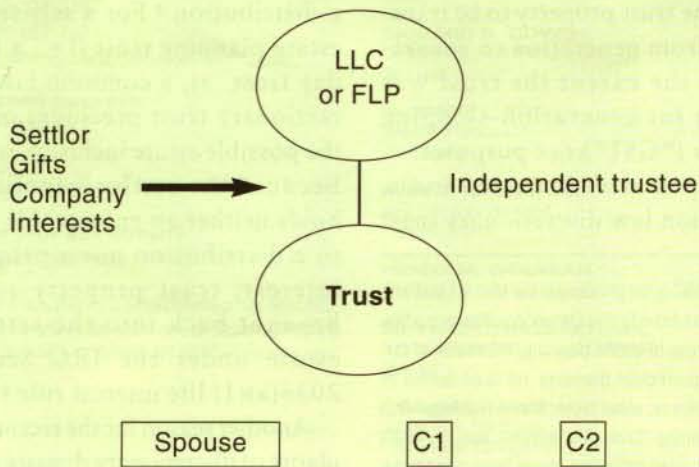 LLC
or FLP
Settlor
Gifts
Company
Interests
Independent trustee
Trust
Spouse
C1
C2